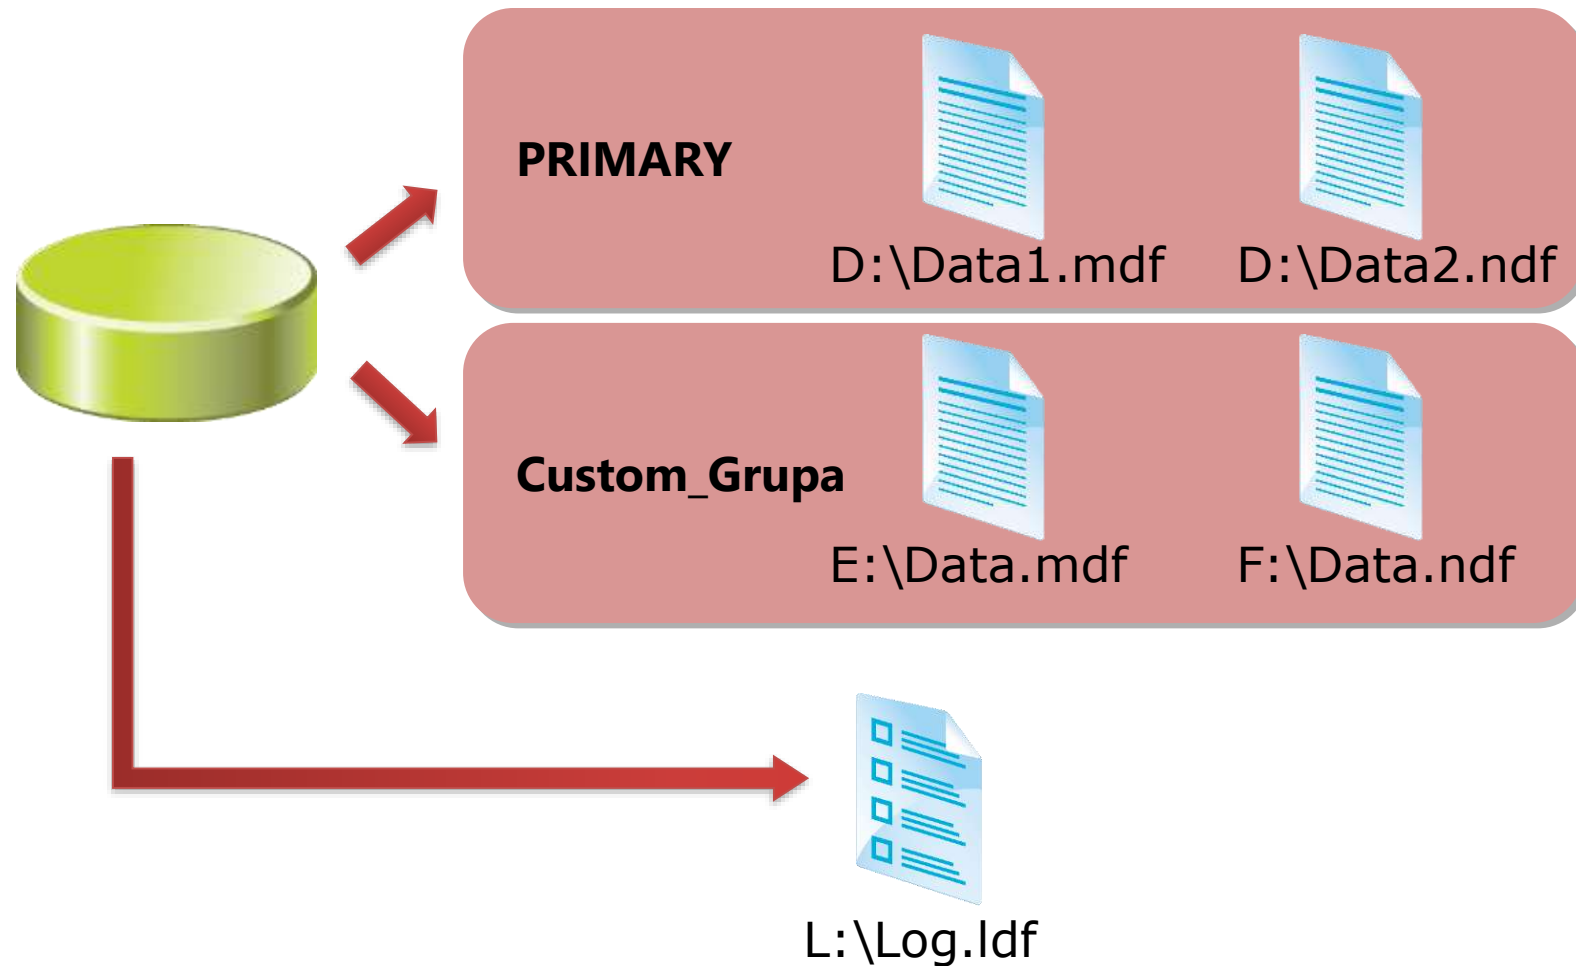 PRIMARY
D:\Data1.mdf
D:\Data2.ndf
Custom_Grupa
E:\Data.mdf
F:\Data.ndf
L:\Log.ldf